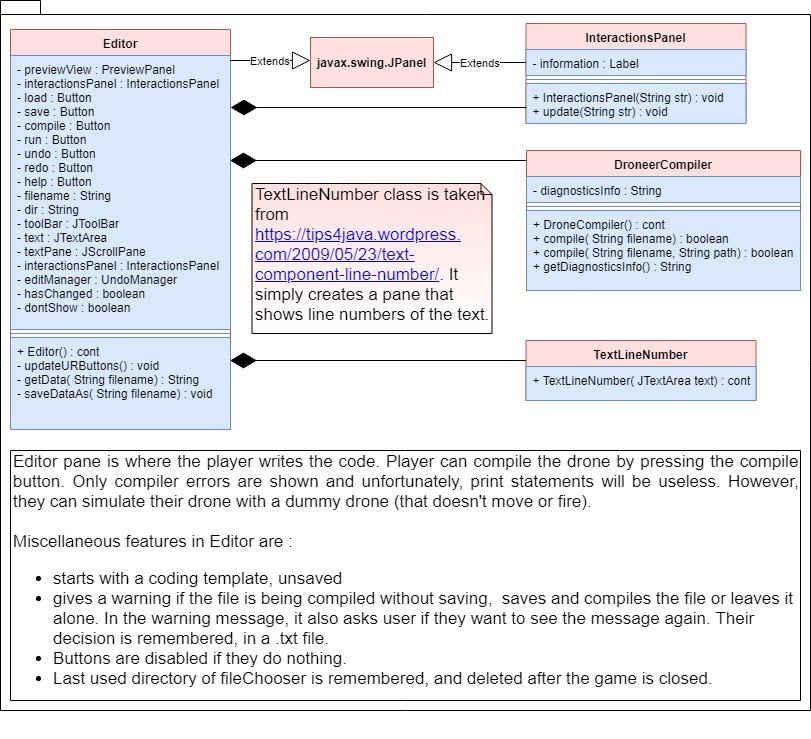 Editor
- previewView : PreviewPanel
- interactionsPanel : InteractionsPanel
- load : Button
- save : Button
- compile : Button
- run : Button
- undo : Button
- redo : Button
- help : Button
- filename : String
- dir : String
- toolBar : JToolBar
- text : JTextArea
- textPane : JScrollPane
- interactionsPanel : InteractionsPanel
- editManager : UndoManager
- hasChanged : boolean
- dontShow : boolean
+ Editor() : cont
- updateURButtons() : void
- getData( String filename) : String
- saveDataAs( String filename) : void
Extends
javax.swing.JPanel
Extends
InteractionsPanel
- information : Label
+ InteractionsPanel(String str) : void
+ update(String str) : void
DroneerCompiler
- diagnosticsInfo : String
+ DroneCompiler() : cont
+ compile( String filename) : boolean
+ compile( String filename, String path) : boolean
+ getDiagnosticsInfo() : String
TextLineNumber class is taken
from
https://tips4java.wordpress.
com/2009/05/23/text-
component-line-number/. It
simply creates a pane that
shows line numbers of the text.
TextLineNumber
+ TextLineNumber( JTextArea text) : cont
Editor pane is where the player writes the code. Player can compile the drone by pressing the compile
button. Only compiler errors are shown and unfortunately, print statements will be useless. However,
they can simulate their drone with a dummy drone (that doesn't move or fire).
Miscellaneous features in Editor are :
• starts with a coding template, unsaved
• gives a warning if the file is being compiled without saving, saves and compiles the file or leaves it
alone. In the warning message, it also asks user if they want to see the message again. Their
decision is remembered, in a .txt file.
• Buttons are disabled if they do nothing.
• Last used directory of fileChooser is remembered, and deleted after the game is closed.